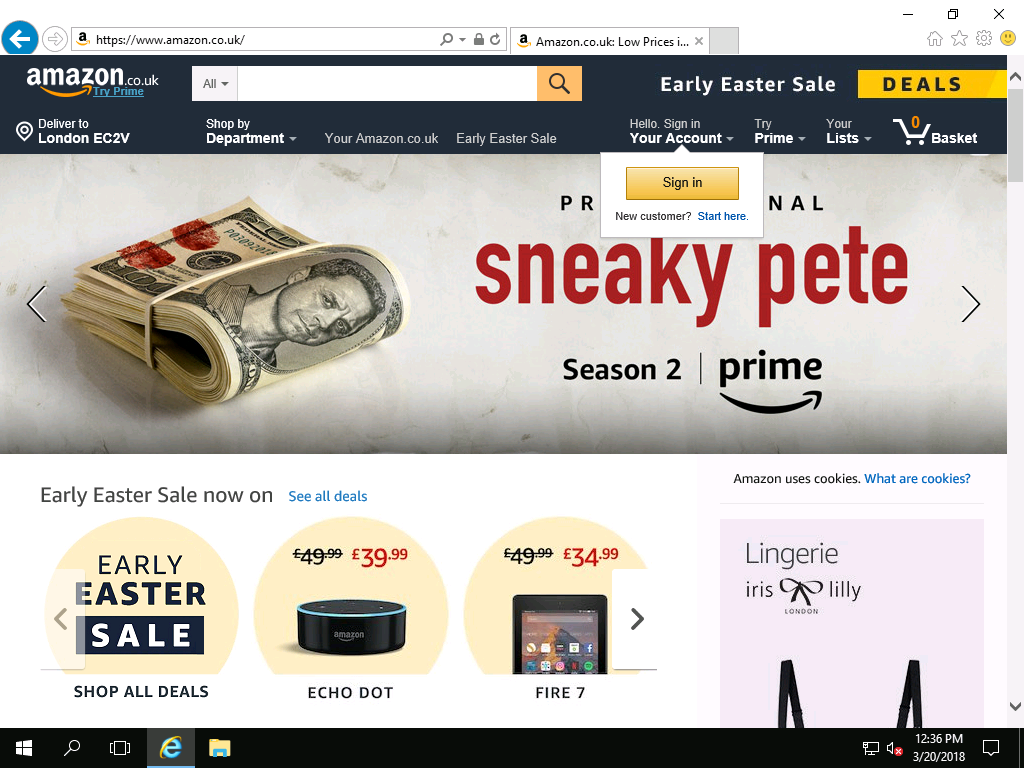 https://www.amazon.co.uk/
Amazon.co.uk: Low Prices i...
amazon.co.uk
Try Prime
All
Early Easter Sale
DEALS
Deliver to
London EC2V
Shop by
Department
Your Amazon.co.uk
Early Easter Sale
Hello. Sign in
Your Account
Try
Prime
Your
Lists
0
Basket
Sign in
New customer? Start here.
PR
NAL
sneaky pete
Season 2 | prime
Early Easter Sale now on
See all deals
EARLY
EASTER
SALE
SHOP ALL DEALS
£49.99 £39.99
amazon
ECHO DOT
£49.99 £34.99
FIRE 7
Amazon uses cookies. What are cookies?
Lingerie
iris lilly
LONDON
12:36 PM
3/20/2018